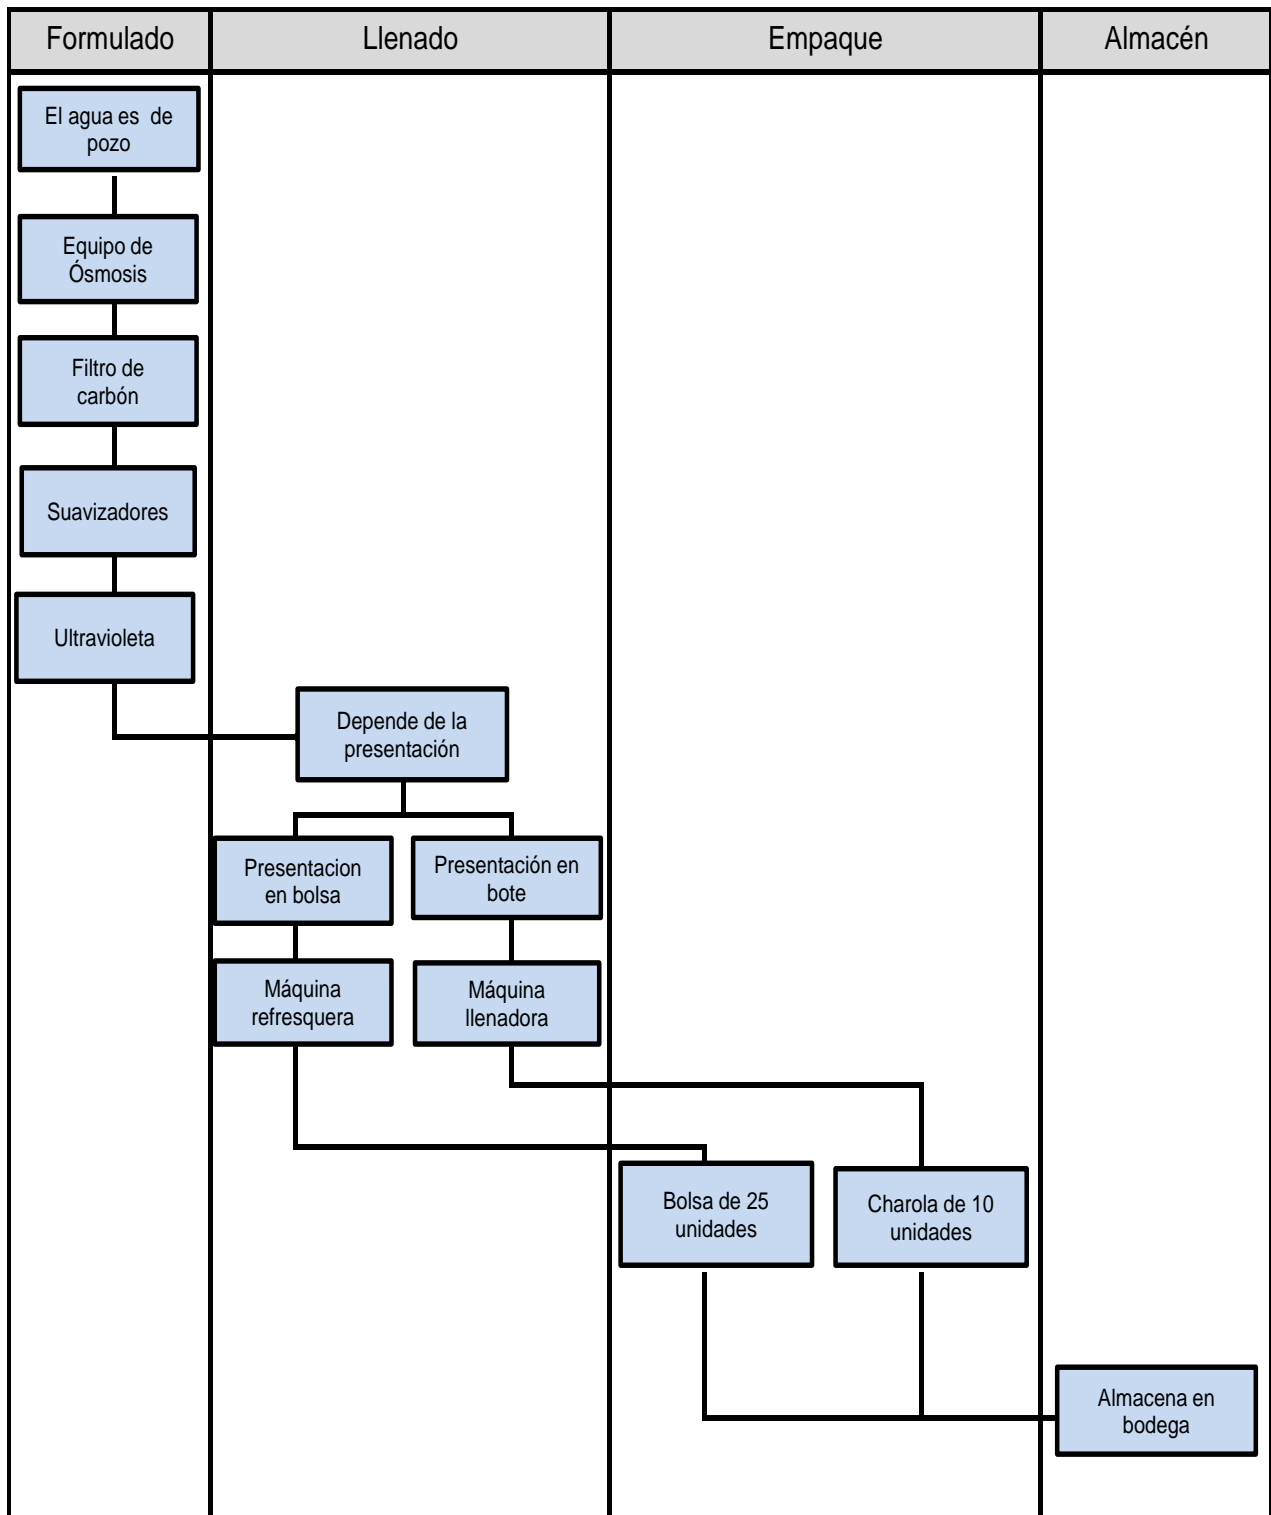 Formulado
Llenado
Empaque
Almacén
El agua es  de
pozo
Equipo de
Ósmosis
Filtro de
carbón
Suavizadores
Ultravioleta
Depende de la
presentación
Presentacion
en bolsa
Presentación en
bote
Máquina
refresquera
Máquina
llenadora
Bolsa de 25
unidades
Charola de 10
unidades
Almacena en
bodega